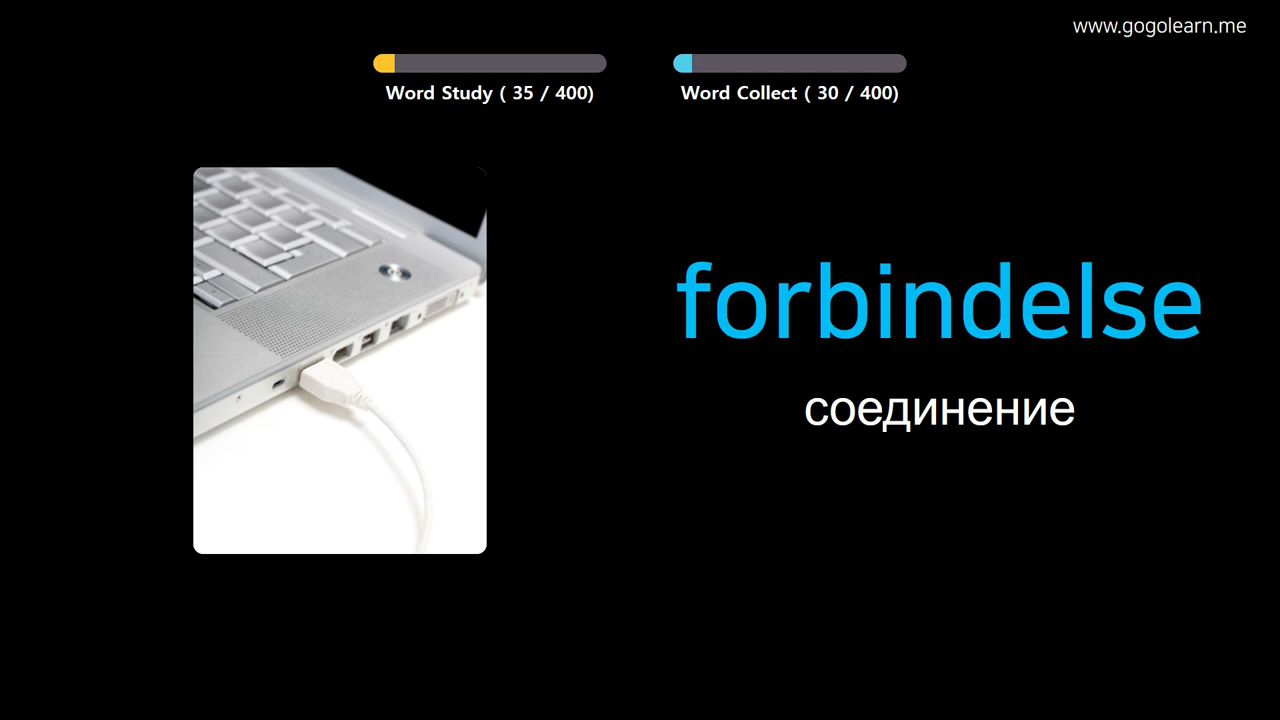 www.gogolearn.me
Word Study ( 35 / 400)
Word Collect ( 30 / 400)
forbindelse
соединение